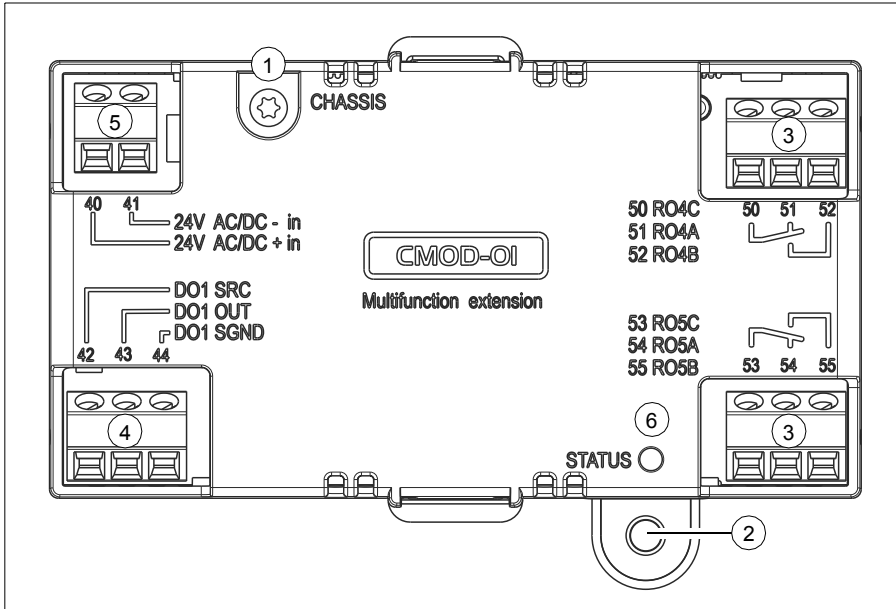 1
CHASSIS
5
3
40 41
24V AC/DC - in
24V AC/DC + in
50 RO4C
51 RO4A
52 RO4B
50 51 52
CMOD-01
Multifunction extension
DO1 SRC
DO1 OUT
DO1 SGND
42 43 44
53 RO5C
54 RO5A
55 RO5B
53 54 55
4
6
STATUS
3
2